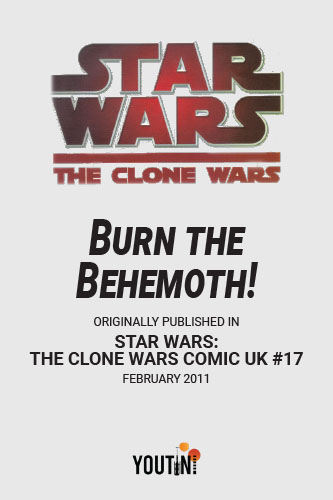 STAR
WARS
THE CLONE WARS
BURN THE
BEHEMOTH!
ORIGINALLY PUBLISHED IN
STAR WARS:
THE CLONE WARS COMIC UK #17
FEBRUARY 2011
YOUTINI